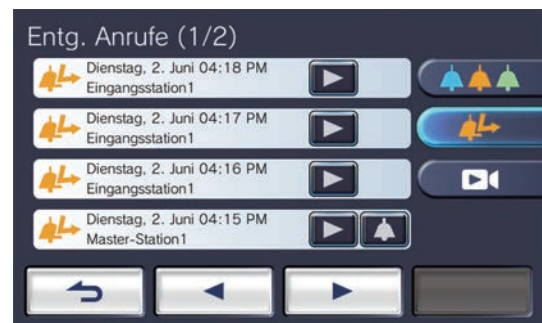 Entg. Anrufe (1/2)
Dienstag, 2. Juni 04:18 PM
Eingangsstation1
Dienstag, 2. Juni 04:17 PM
Eingangsstation1
Dienstag, 2. Juni 04:16 PM
Eingangsstation1
Dienstag, 2. Juni 04:15 PM
Master-Station1